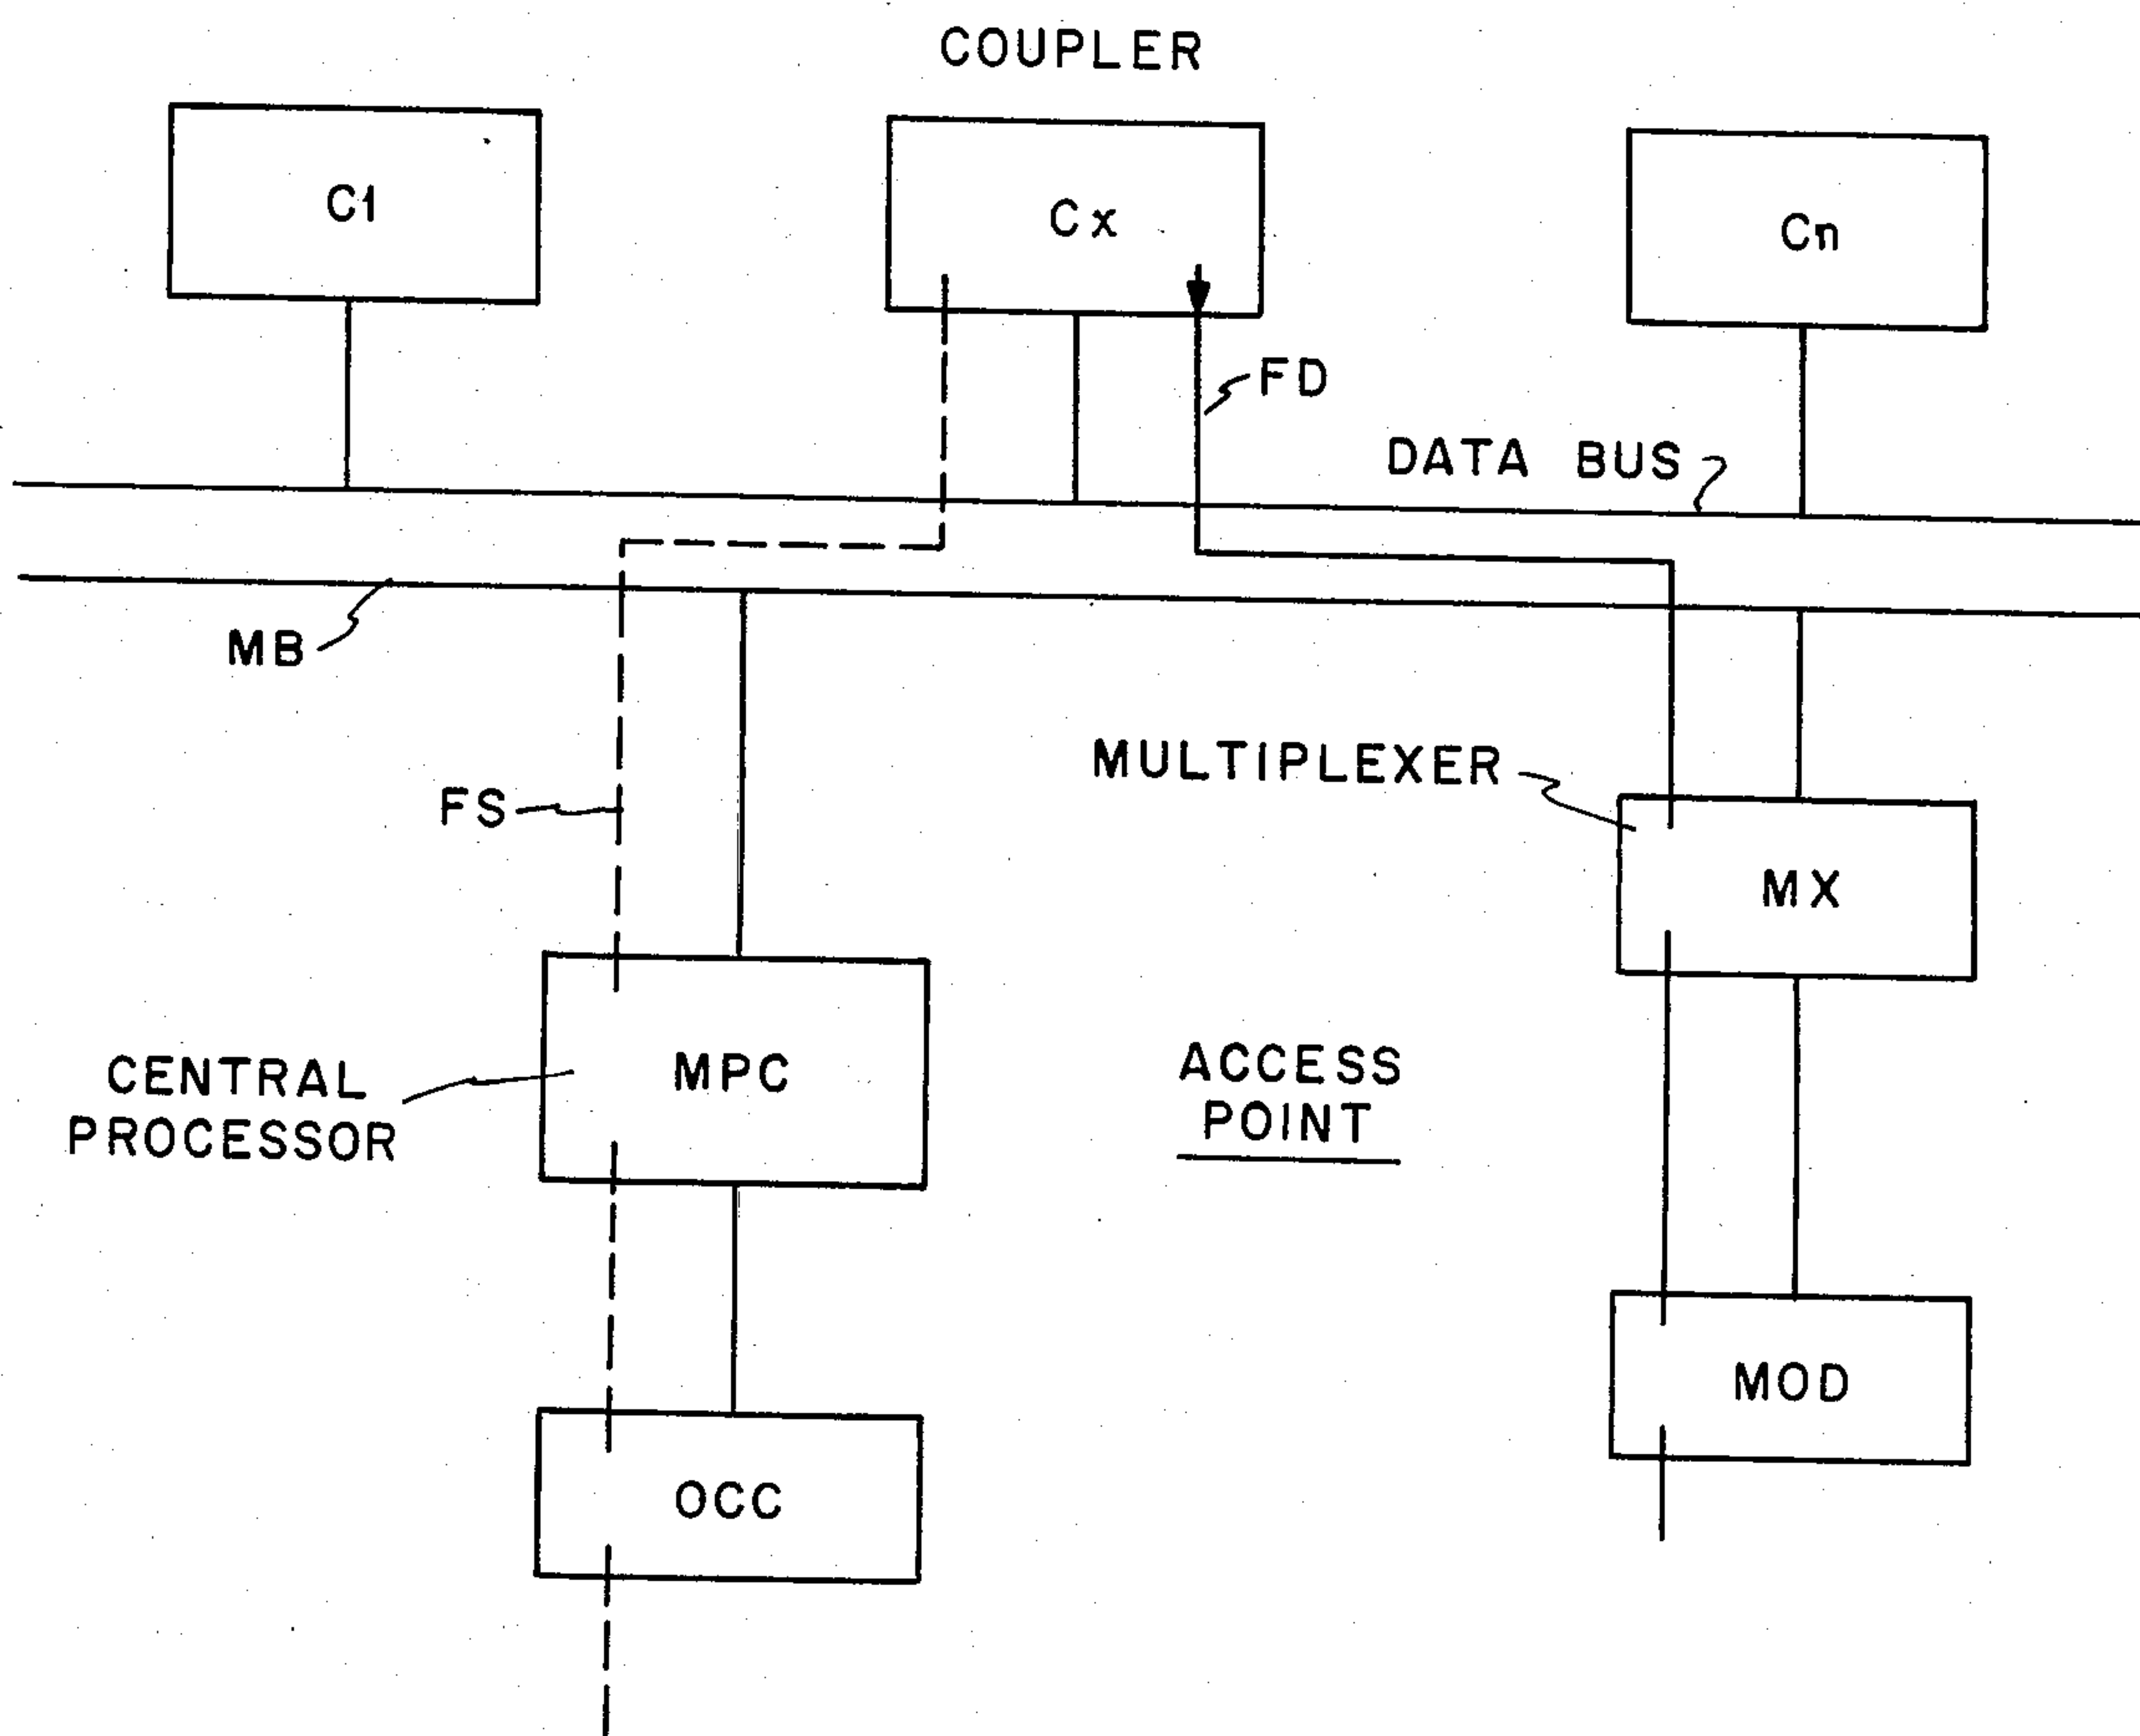 COUPLER
C1
Cx
Cn
FD
DATA BUS
MB
MULTIPLEXER
FS
MX
CENTRAL
PROCESSOR
MPC
ACCESS
POINT
MOD
OCC